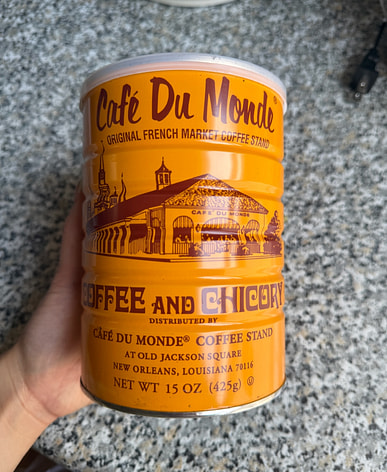 Café Du Monde®
ORIGINAL FRENCH MARKET COFFEE STAND
CAFE DU MONDE
COFFEE AND CHICORY
DISTRIBUTED BY
CAFÉ DU MONDE® COFFEE STAND
AT OLD JACKSON SQUARE
NEW ORLEANS, LOUISIANA 70116
NET WT 15 OZ (425g) Ⓤ